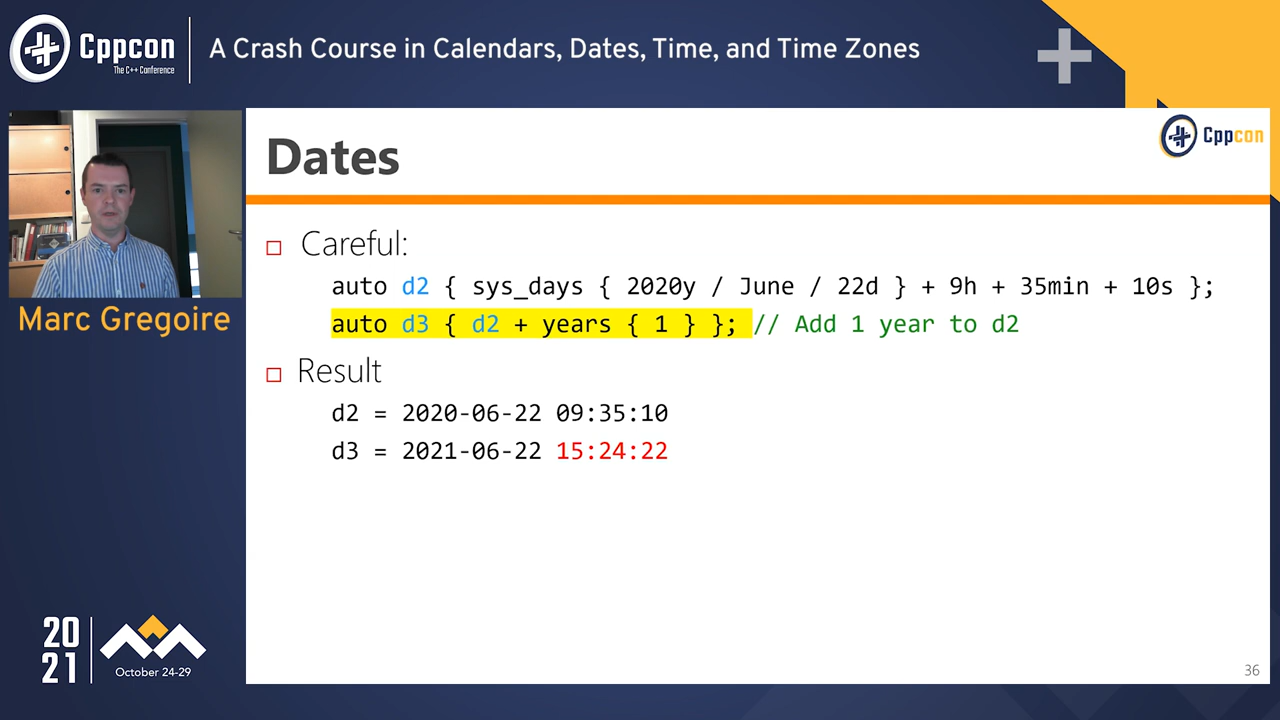 Cppcon
The C++ Conference
A Crash Course in Calendars, Dates, Time, and Time Zones
Cppcon
Marc Gregoire
Dates
Careful:
auto d2 { sys_days { 2020y / June / 22d } + 9h + 35min + 10s };
auto d3 { d2 + years { 1 } }; // Add 1 year to d2
Result
d2 = 2020-06-22 09:35:10
d3 = 2021-06-22 15:24:22
20
21
October 24-29
36